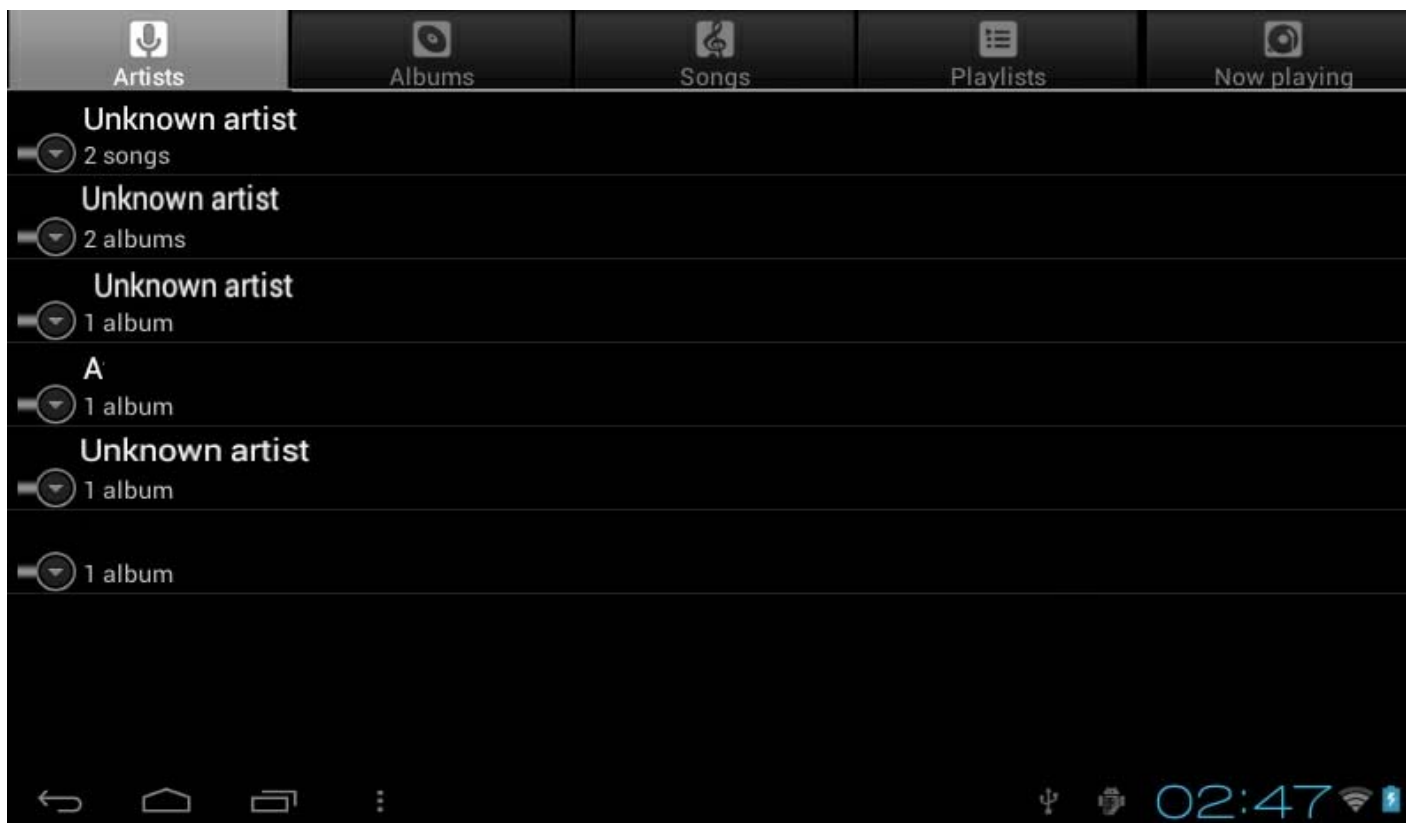 Artists
Albums
Songs
Playlists
Now playing
Unknown artist
2 songs
Unknown artist
2 albums
Unknown artist
1 album
A
1 album
Unknown artist
1 album
1 album
02:47